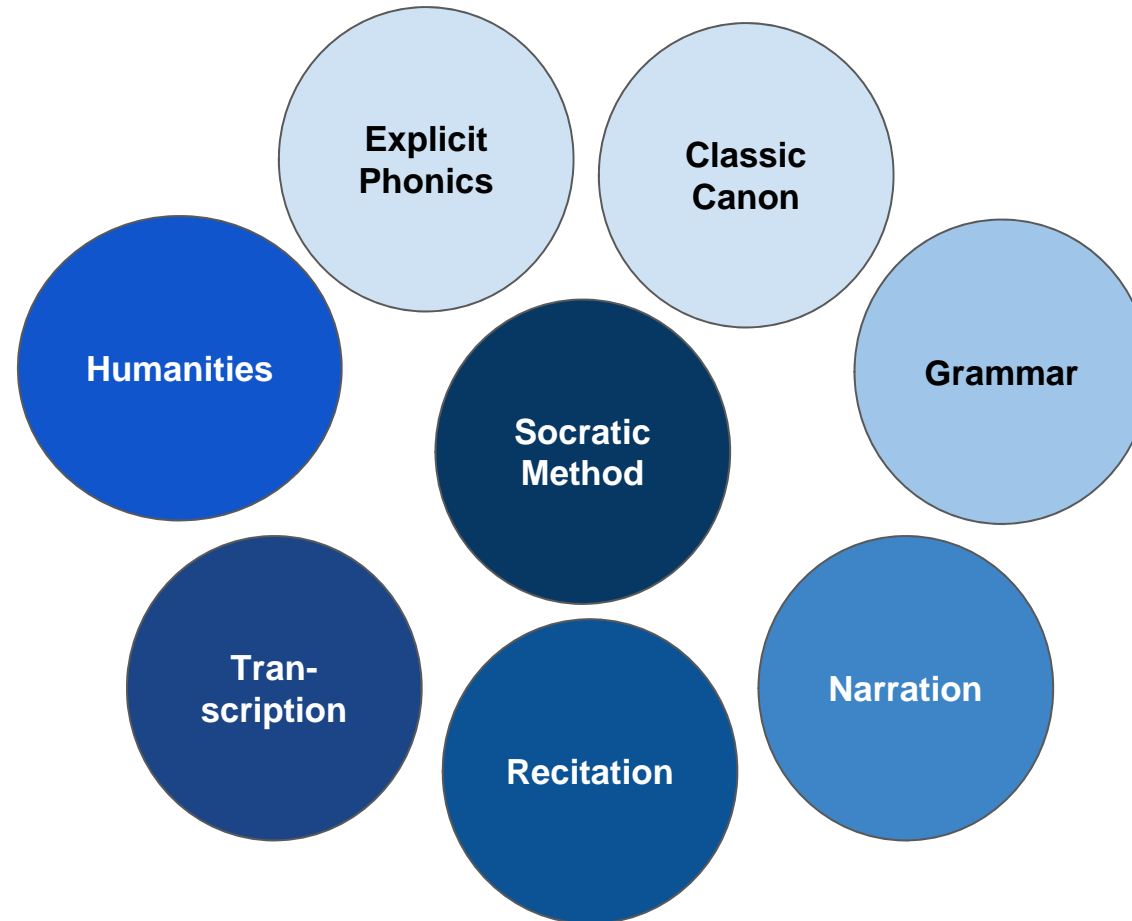 Explicit
Phonics
Classic
Canon
Humanities
Grammar
Socratic
Method
Tran-
scription
Narration
Recitation